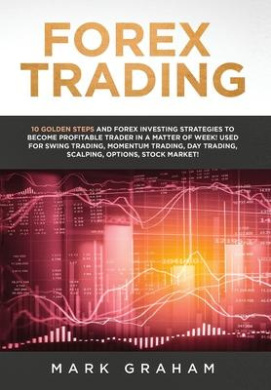 FOREX
TRADING
10 GOLDEN STEPS AND FOREX INVESTING STRATEGIES TO
BECOME PROFITABLE TRADER IN A MATTER OF WEEK! USED
FOR SWING TRADING, MOMENTUM TRADING, DAY TRADING,
SCALPING, OPTIONS, STOCK MARKET!
MARK GRAHAM